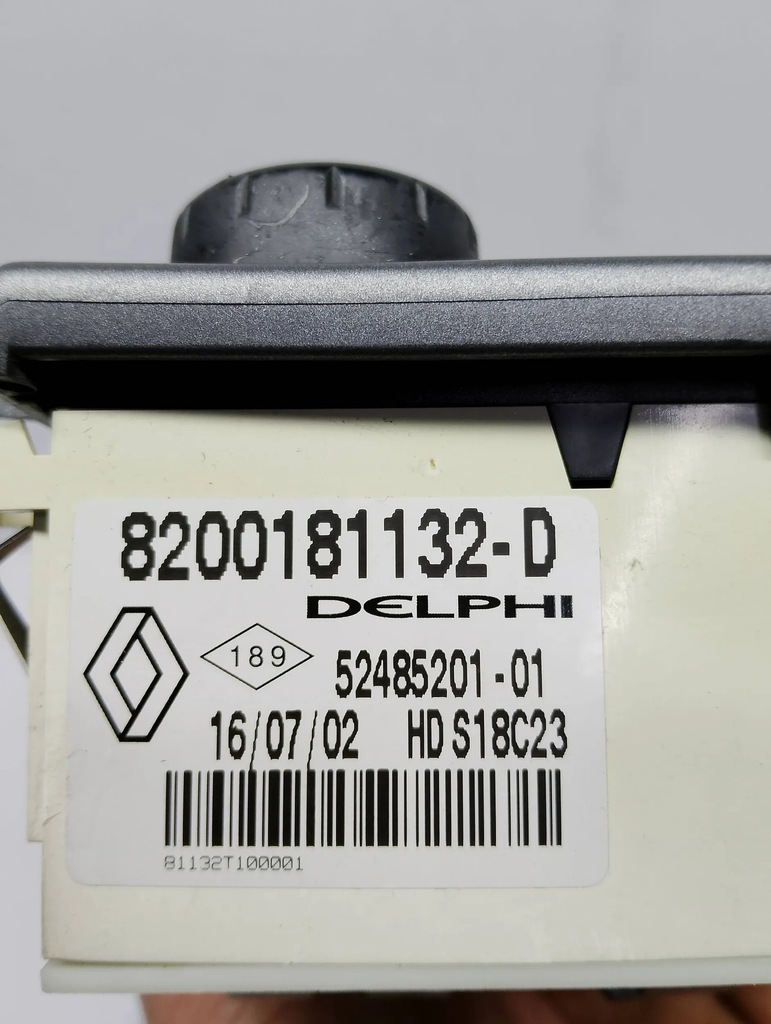 8200181132-D
DELPHI
189
52485201-01
16/07/02 HD S18C23
81132T100001